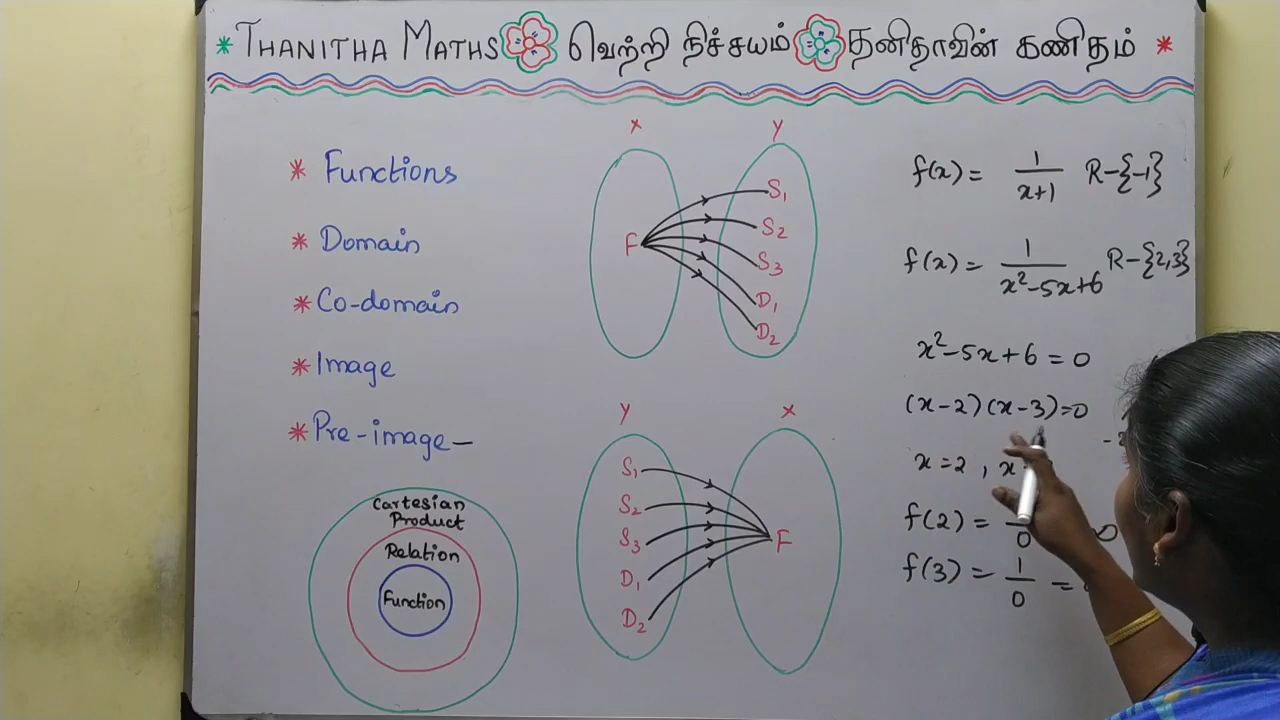 * THANITHA MATHS வெற்றி நிச்சயம் தனிதாவின் கணிதம் *
* Functions
* Domain
* Co-domain
* Image
* Pre-image-
Cartesian
Product
Relation
Function
X Y
F
S₁
S₂
S₃
D₁
D₂
Y X
S₁
S₂
S₃
D₁
D₂
F
f(x) = 1/(x+1) R-{-1}
f(x) = 1/(x²-5x+6) R-{2,3}
x²-5x+6=0
(x-2)(x-3)=0
x=2, x
f(2) = 0
f(3) = 1/0 =